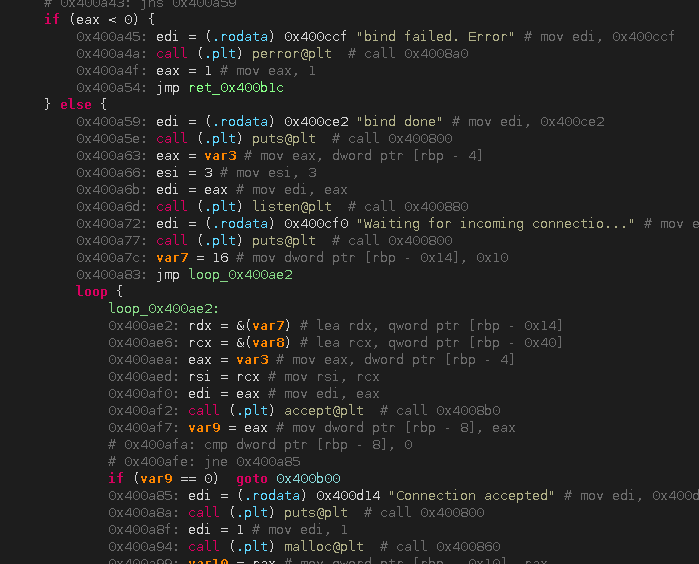 # 0x400a43: jns 0x400a59
if (eax < 0) {
0x400a45: edi = (.rodata) 0x400ccf "bind failed. Error" # mov edi, 0x400ccf
0x400a4a: call (.plt) perror@plt # call 0x4008a0
0x400a4f: eax = 1 # mov eax, 1
0x400a54: jmp ret_0x400b1c
} else {
0x400a59: edi = (.rodata) 0x400ce2 "bind done" # mov edi, 0x400ce2
0x400a5e: call (.plt) puts@plt # call 0x400800
0x400a63: eax = var3 # mov eax, dword ptr [rbp - 4]
0x400a66: esi = 3 # mov esi, 3
0x400a6b: edi = eax # mov edi, eax
0x400a6d: call (.plt) listen@plt # call 0x400880
0x400a72: edi = (.rodata) 0x400cf0 "Waiting for incoming connectio..." # mov e
0x400a77: call (.plt) puts@plt # call 0x400800
0x400a7c: var7 = 16 # mov dword ptr [rbp - 0x14], 0x10
0x400a83: jmp loop_0x400ae2
loop {
loop_0x400ae2:
0x400ae2: rdx = &(var7) # lea rdx, qword ptr [rbp - 0x14]
0x400ae6: rcx = &(var8) # lea rcx, qword ptr [rbp - 0x40]
0x400aea: eax = var3 # mov eax, dword ptr [rbp - 4]
0x400aed: rsi = rcx # mov rsi, rcx
0x400af0: edi = eax # mov edi, eax
0x400af2: call (.plt) accept@plt # call 0x4008b0
0x400af7: var9 = eax # mov dword ptr [rbp - 8], eax
# 0x400afa: cmp dword ptr [rbp - 8], 0
# 0x400afe: jne 0x400a85
if (var9 == 0) goto 0x400b00
0x400a85: edi = (.rodata) 0x400d14 "Connection accepted" # mov edi, 0x400d
0x400a8a: call (.plt) puts@plt # call 0x400800
0x400a8f: edi = 1 # mov edi, 1
0x400a94: call (.plt) malloc@plt # call 0x400860
0x400a99: var10 = rax # mov qword ptr [rbp - 0x10], rax